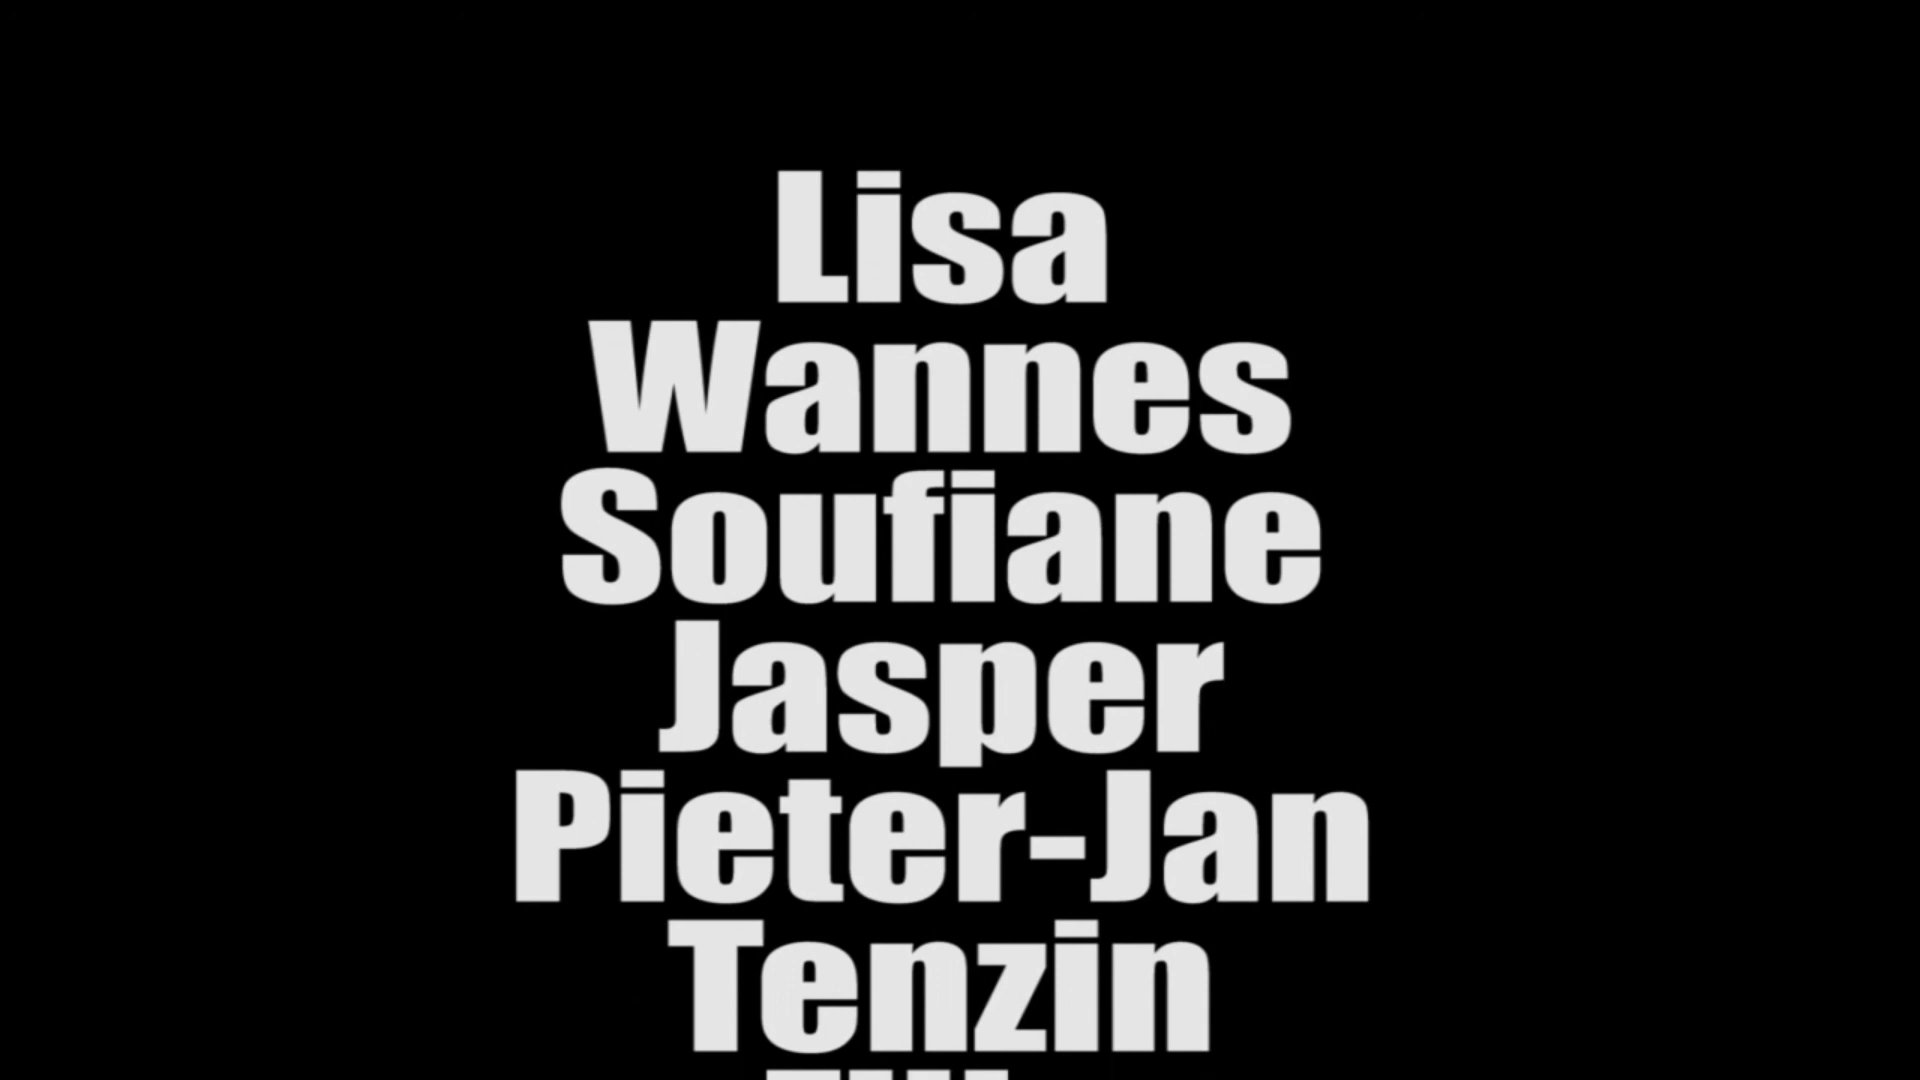 Lisa
Wannes
Soufiane
Jasper
Pieter-Jan
Tenzin